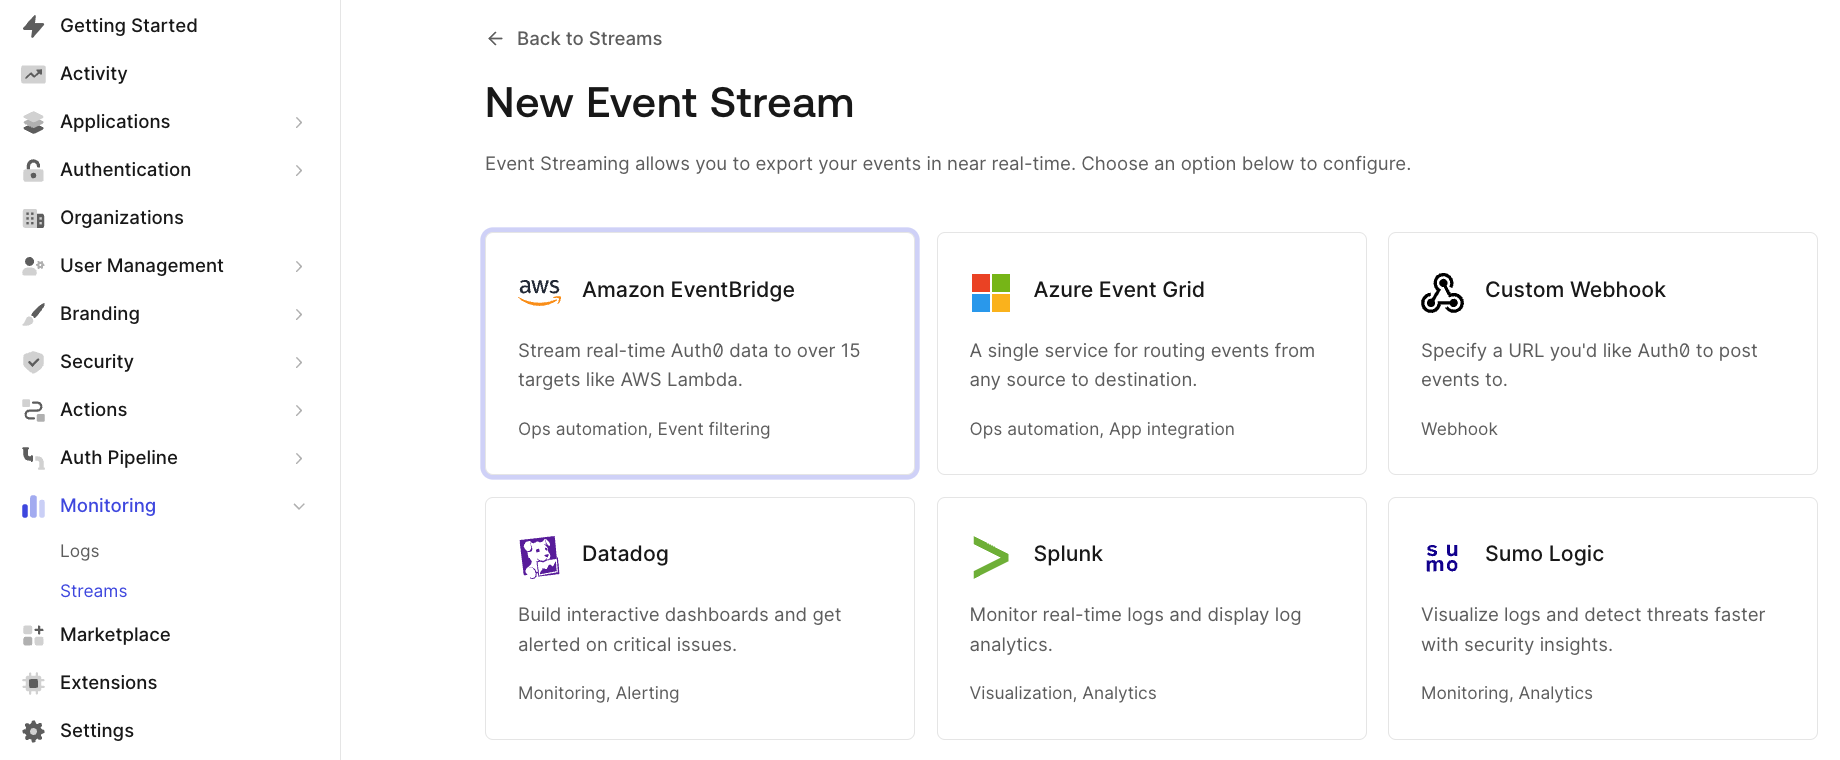 Getting Started
Activity
Applications
Authentication
Organizations
User Management
Branding
Security
Actions
Auth Pipeline
Monitoring
Logs
Streams
Marketplace
Extensions
Settings
Back to Streams
New Event Stream
Event Streaming allows you to export your events in near real-time. Choose an option below to configure.
aws
Amazon EventBridge
Stream real-time Auth0 data to over 15
targets like AWS Lambda.
Ops automation, Event filtering
Azure Event Grid
A single service for routing events from
any source to destination.
Ops automation, App integration
Custom Webhook
Specify a URL you'd like Auth0 to post
events to.
Webhook
Datadog
Build interactive dashboards and get
alerted on critical issues.
Monitoring, Alerting
Splunk
Monitor real-time logs and display log
analytics.
Visualization, Analytics
su
mo
Sumo Logic
Visualize logs and detect threats faster
with security insights.
Monitoring, Analytics